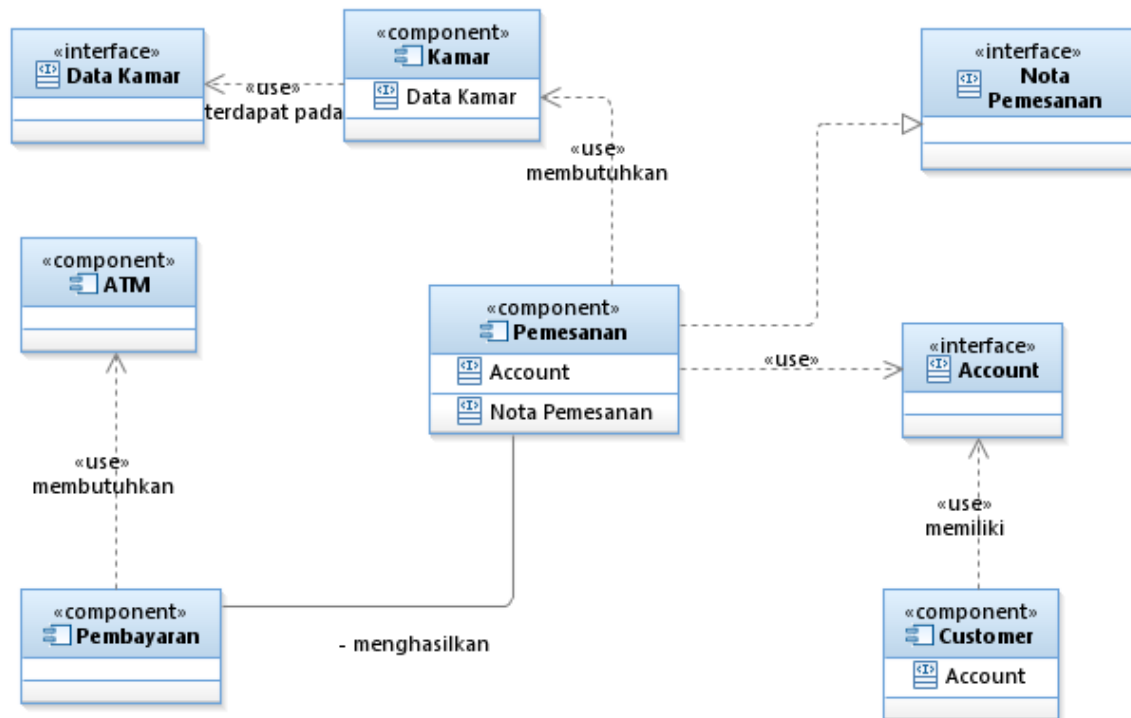 «interface»
Data Kamar
«use»
terdapat pada
«component»
Kamar
Data Kamar
«use»
membutuhkan
«interface»
Nota
Pemesanan
«component»
ATM
«component»
Pemesanan
Account
Nota Pemesanan
«use»
«interface»
Account
«use»
membutuhkan
«use»
memiliki
«component»
Pembayaran
- menghasilkan
«component»
Customer
Account